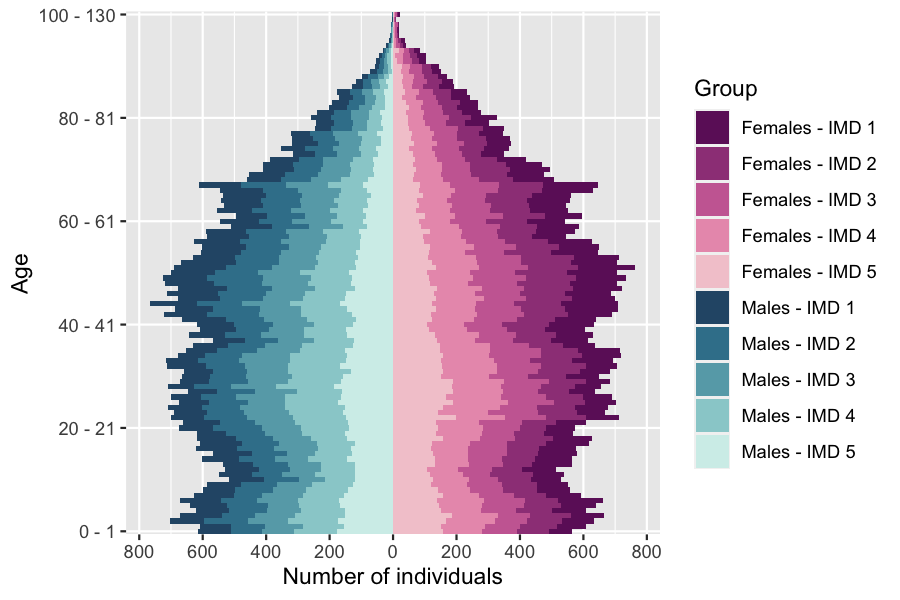 100 - 130
80 - 81
60 - 61
40 - 41
20 - 21
0 - 1
Age
800 600 400 200 0 200 400 600 800
Number of individuals
Group
Females - IMD 1
Females - IMD 2
Females - IMD 3
Females - IMD 4
Females - IMD 5
Males - IMD 1
Males - IMD 2
Males - IMD 3
Males - IMD 4
Males - IMD 5